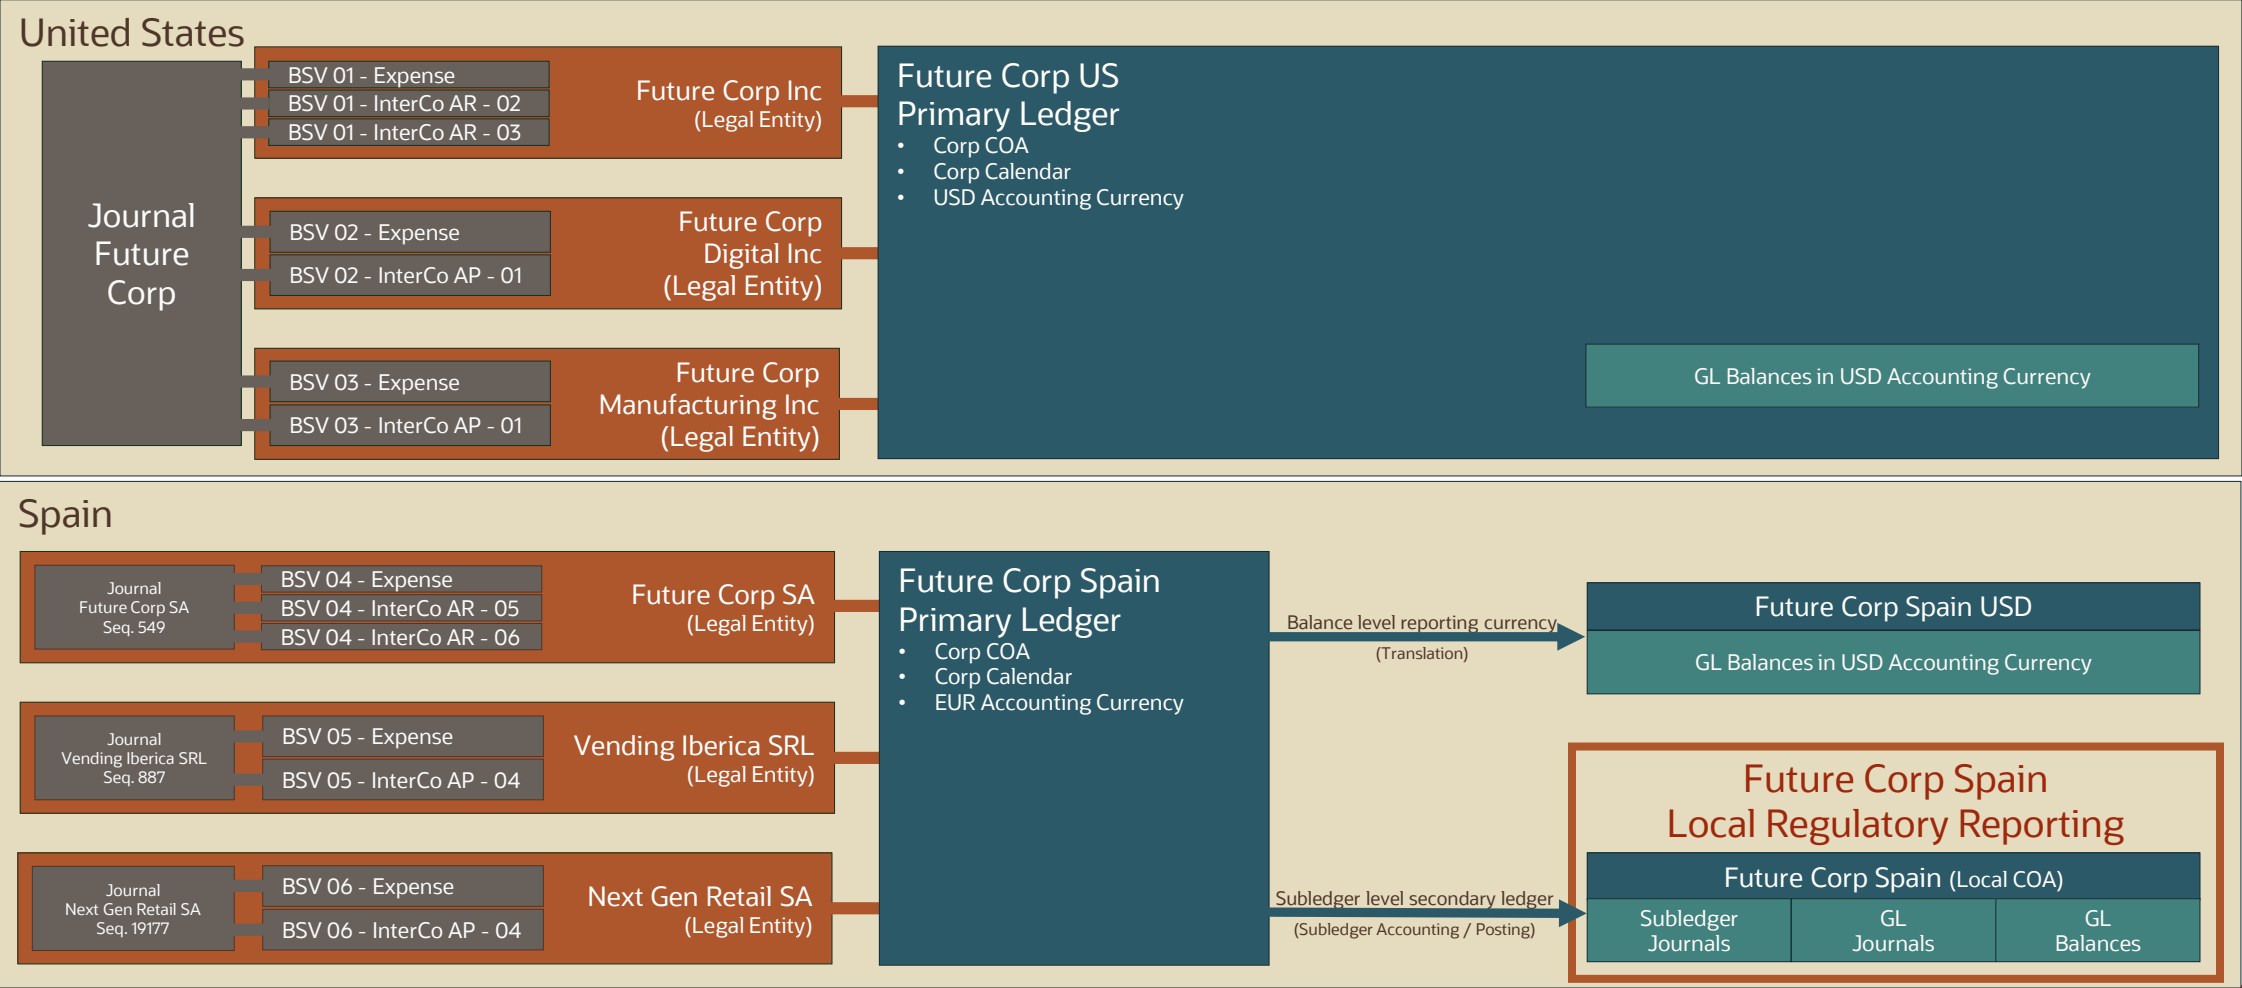 United States
Journal
Future
Corp
BSV 01 - Expense
BSV 01 - InterCo AR - 02
BSV 01 - InterCo AR - 03
Future Corp Inc
(Legal Entity)
BSV 02 - Expense
BSV 02 - InterCo AP - 01
Future Corp
Digital Inc
(Legal Entity)
BSV 03 - Expense
BSV 03 - InterCo AP - 01
Future Corp
Manufacturing Inc
(Legal Entity)
Future Corp US
Primary Ledger
• Corp COA
• Corp Calendar
• USD Accounting Currency
GL Balances in USD Accounting Currency
Spain
Journal
Future Corp SA
Seq. 549
BSV 04 - Expense
BSV 04 - InterCo AR - 05
BSV 04 - InterCo AR - 06
Future Corp SA
(Legal Entity)
Journal
Vending Iberica SRL
Seq. 887
BSV 05 - Expense
BSV 05 - InterCo AP - 04
Vending Iberica SRL
(Legal Entity)
Journal
Next Gen Retail SA
Seq. 19177
BSV 06 - Expense
BSV 06 - InterCo AP - 04
Next Gen Retail SA
(Legal Entity)
Future Corp Spain
Primary Ledger
• Corp COA
• Corp Calendar
• EUR Accounting Currency
Balance level reporting currency
(Translation)
Future Corp Spain USD
GL Balances in USD Accounting Currency
Subledger level secondary ledger
(Subledger Accounting / Posting)
Future Corp Spain
Local Regulatory Reporting
Future Corp Spain (Local COA)
Subledger
Journals
GL
Journals
GL
Balances